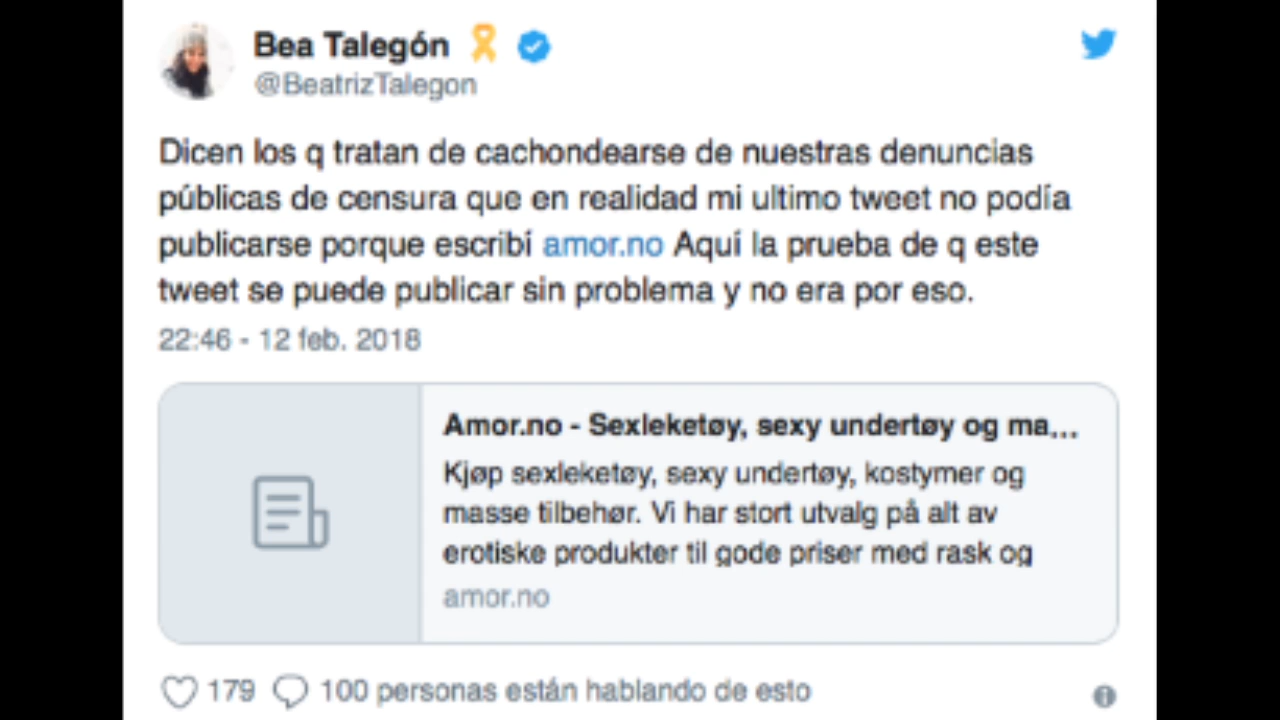 Bea Talegón
@BeatrizTalegon
Dicen los q tratan de cachondearse de nuestras denuncias
públicas de censura que en realidad mi ultimo tweet no podía
publicarse porque escribí amor.no Aquí la prueba de q este
tweet se puede publicar sin problema y no era por eso.
22:46 - 12 feb. 2018
Amor.no - Sexleketøy, sexy undertøy og ma...
Kjøp sexleketøy, sexy undertøy, kostymer og
masse tilbehør. Vi har stort utvalg på alt av
erotiske produkter til gode priser med rask og
amor.no
179 100 personas están hablando de esto